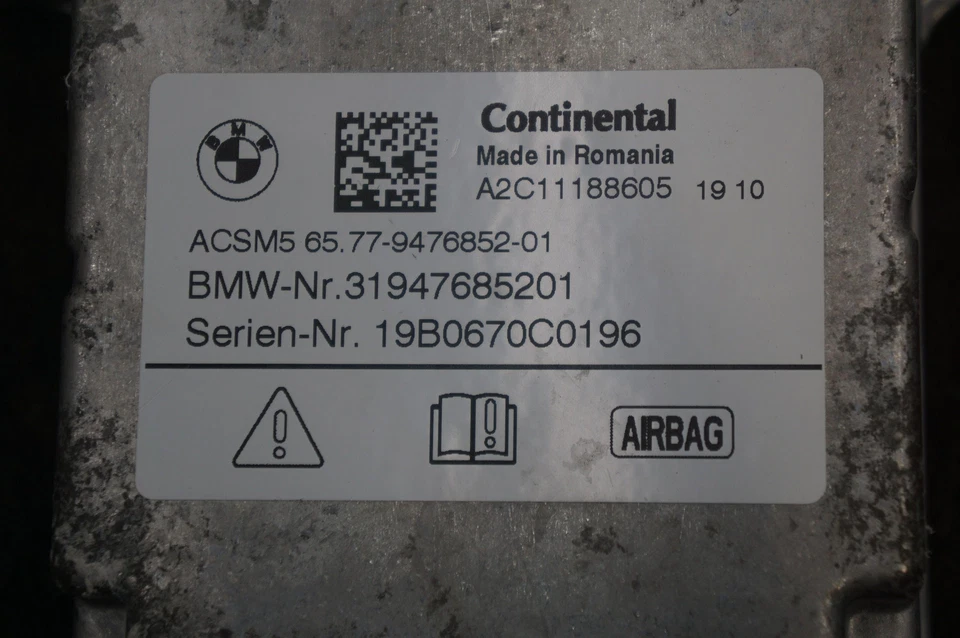 BMW
Continental
Made in Romania
A2C11188605 19 10
ACSM5 65.77-9476852-01
BMW-Nr.31947685201
Serien-Nr. 19B0670C0196
AIRBAG